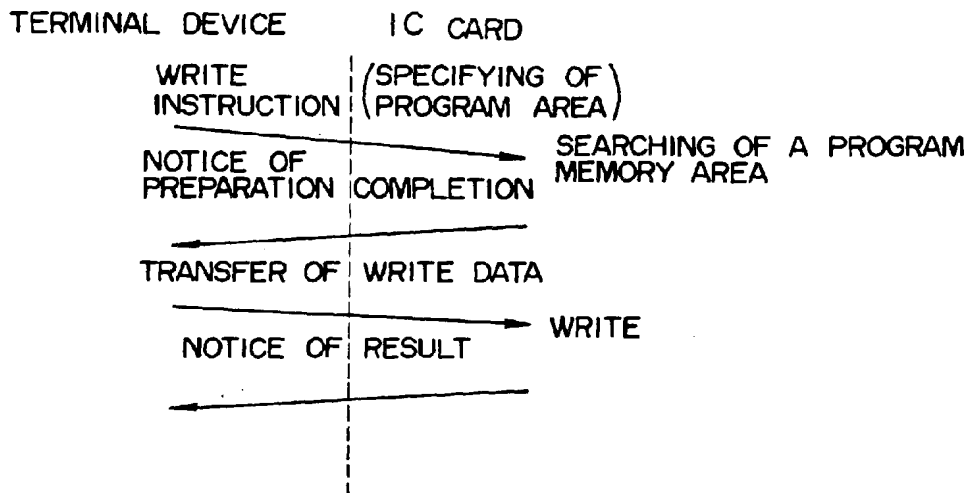 TERMINAL DEVICE IC CARD
WRITE (SPECIFYING OF
INSTRUCTION PROGRAM AREA)
SEARCHING OF A PROGRAM
MEMORY AREA
NOTICE OF
PREPARATION COMPLETION
TRANSFER OF WRITE DATA
WRITE
NOTICE OF RESULT